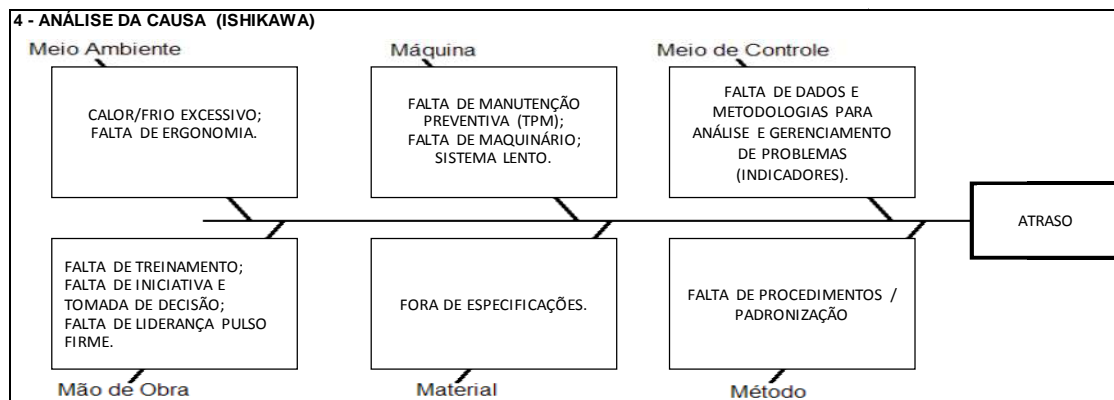 4 - ANÁLISE DA CAUSA (ISHIKAWA)
Meio Ambiente
Máquina
Meio de Controle
CALOR/FRIO EXCESSIVO;
FALTA DE ERGONOMIA.
FALTA DE MANUTENÇÃO
PREVENTIVA (TPM);
FALTA DE MAQUINÁRIO;
SISTEMA LENTO.
FALTA DE DADOS E
METODOLOGIAS PARA
ANÁLISE E GERENCIAMENTO
DE PROBLEMAS
(INDICADORES).
ATRASO
FALTA DE TREINAMENTO;
FALTA DE INICIATIVA E
TOMADA DE DECISÃO;
FALTA DE LIDERANÇA PULSO
FIRME.
FORA DE ESPECIFICAÇÕES.
FALTA DE PROCEDIMENTOS /
PADRONIZAÇÃO
Mão de Obra
Material
Método